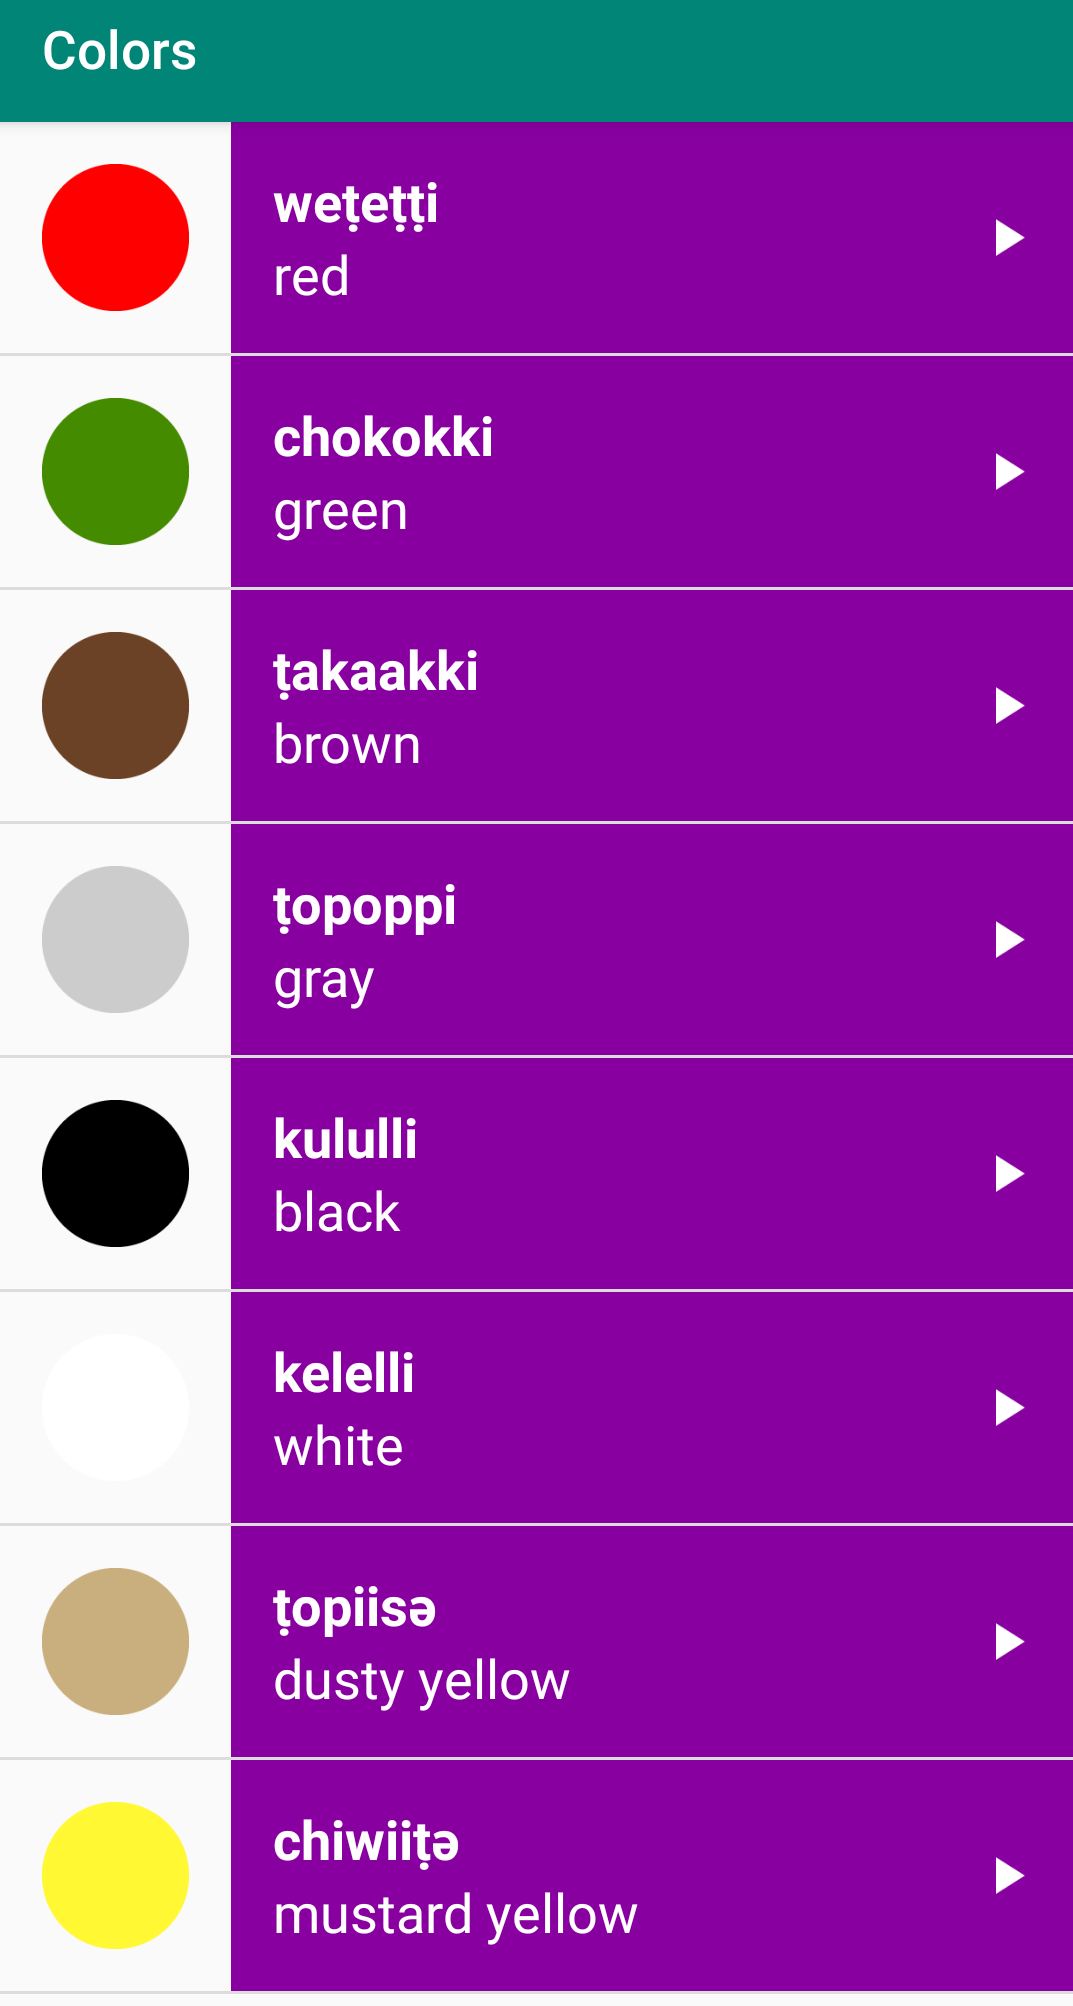 Colors
weṭeṭṭi
red
chokokki
green
ṭakaakki
brown
ṭopoppi
gray
kululli
black
kelelli
white
ṭopiisə
dusty yellow
chiwiiṭə
mustard yellow